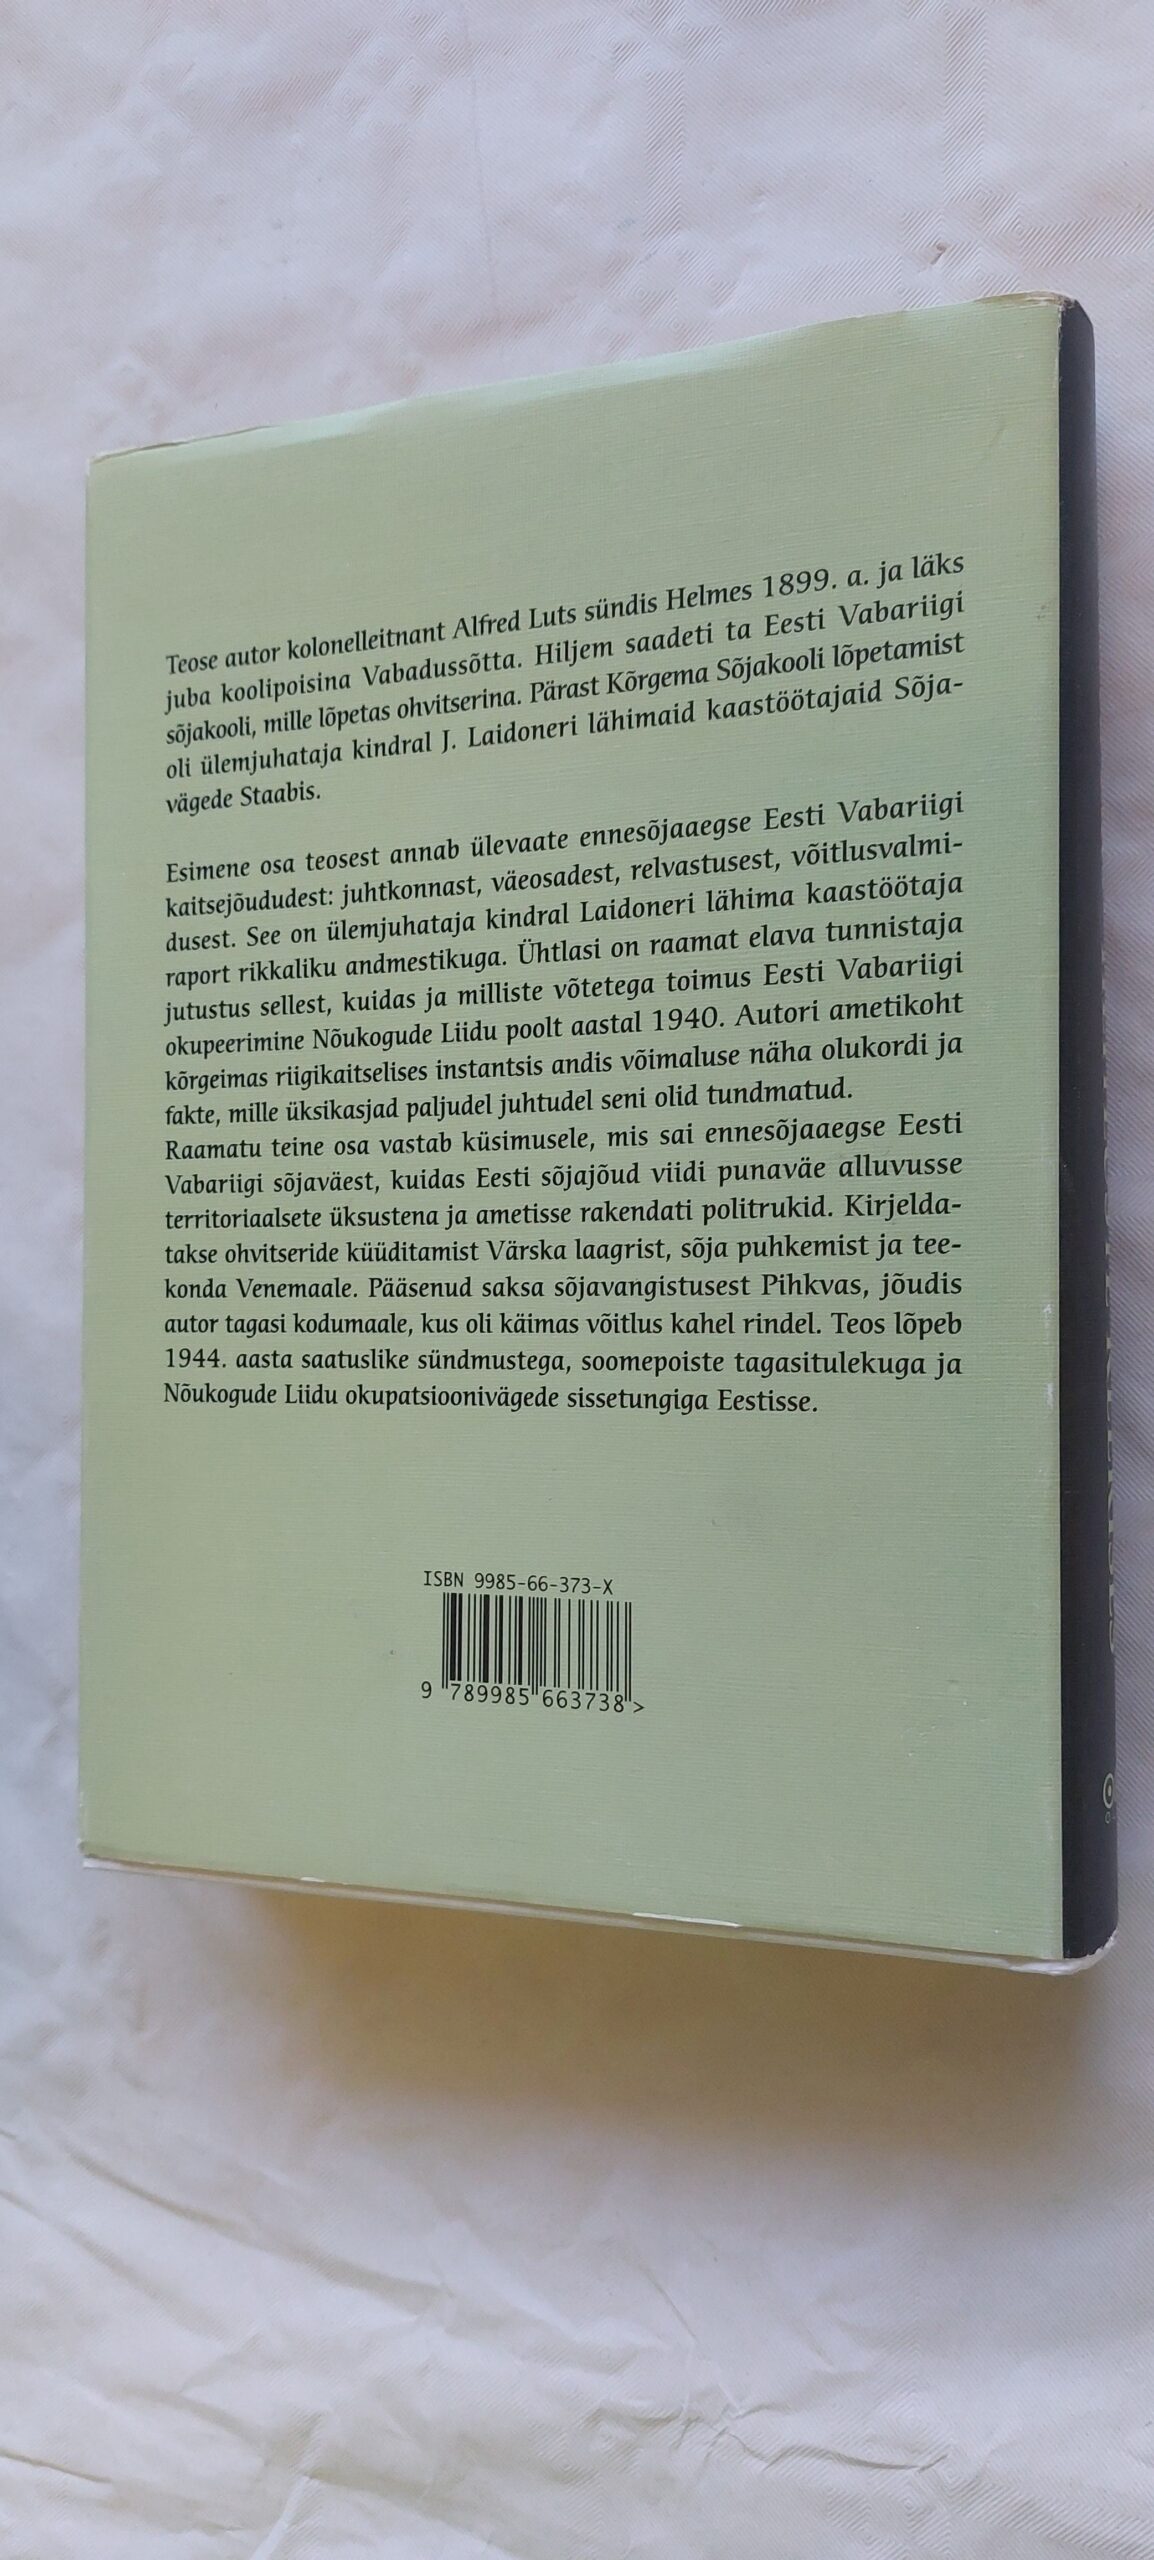 Teose autor kolonelleitnant Alfred Luts sündis Helmes 1899. a. ja läks
juba koolipoisina Vabadussõtta. Hiljem saadeti ta Eesti Vabariigi
sõjakooli, mille lõpetas ohvitserina. Pärast Kõrgema Sõjakooli lõpetamist
oli ülemjuhataja kindral J. Laidoneri lähimaid kaastöötajaid Sõja-
vägede Staabis.
Esimene osa teosest annab ülevaate ennesõjaaegse Eesti Vabariigi
kaitsejõududest: juhtkonnast, väeosadest, relvastusest, võitlusvalmi-
dusest. See on ülemjuhataja kindral Laidoneri lähima kaastöötaja
raport rikkaliku andmestikuga. Ühtlasi on raamat elava tunnistaja
jutustus sellest, kuidas ja milliste võtetega toimus Eesti Vabariigi
okupeerimine Nõukogude Liidu poolt aastal 1940. Autori ametikoht
kõrgeimas riigikaitselises instantsis andis võimaluse näha olukordi ja
fakte, mille üksikasjad paljudel juhtudel seni olid tundmatud.
Raamatu teine osa vastab küsimusele, mis sai ennesõjaaegse Eesti
Vabariigi sõjaväest, kuidas Eesti sõjajõud viidi punaväe alluvusse
territoriaalsete üksustena ja ametisse rakendati politrukid. Kirjelda-
takse ohvitseride küüditamist Värska laagrist, sõja puhkemist ja tee-
konda Venemaale. Pääsenud saksa sõjavangistusest Pihkvas, jõudis
autor tagasi kodumaale, kus oli käimas võitlus kahel rindel. Teos lõpeb
1944. aasta saatuslike sündmustega, soomepoiste tagasitulekuga ja
Nõukogude Liidu okupatsioonivägede sissetungiga Eestisse.
ISBN 9985-66-373-X
9 789985 663738 >